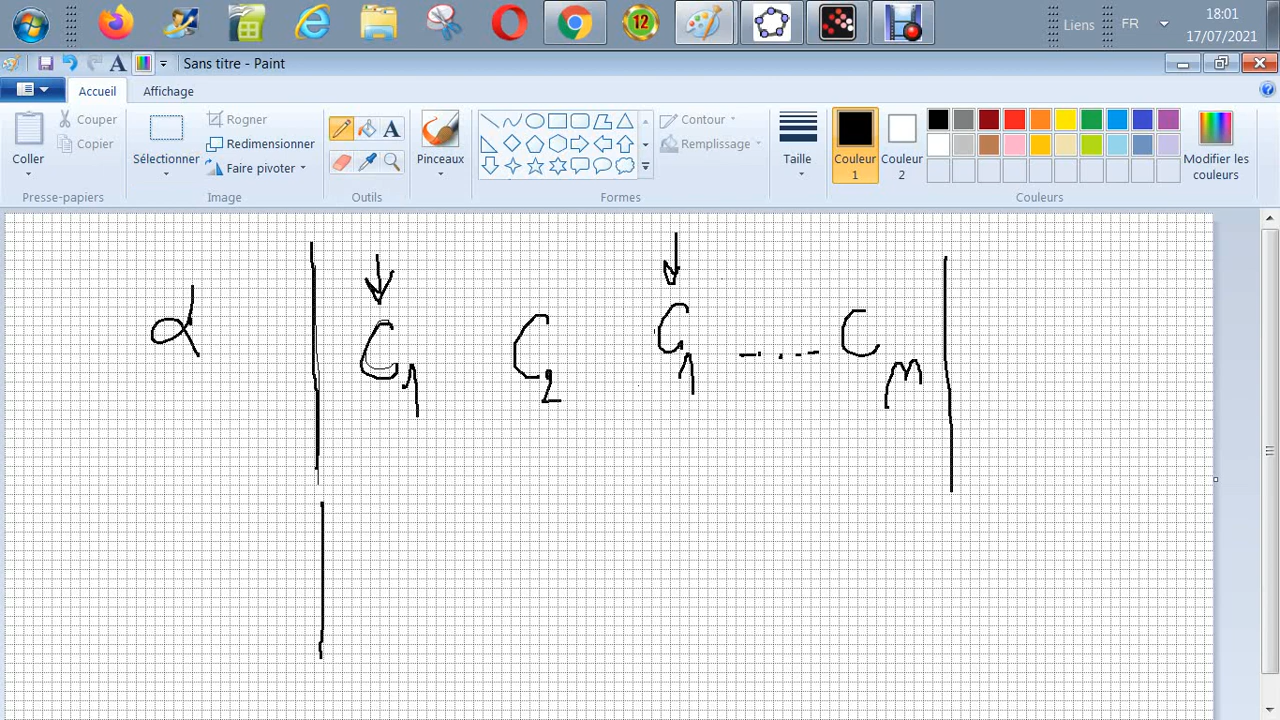 12
Liens
FR
18:01
17/07/2021
Sans titre - Paint
Accueil
Affichage
Coller
Couper
Copier
Presse-papiers
Sélectionner
Rogner
Redimensionner
Faire pivoter
Image
A
Outils
Pinceaux
Contour
Remplissage
Formes
Taille
Couleur 1
Couleur 2
Modifier les couleurs
Couleurs
α | C1 C2 C1 ------ Cn |
|